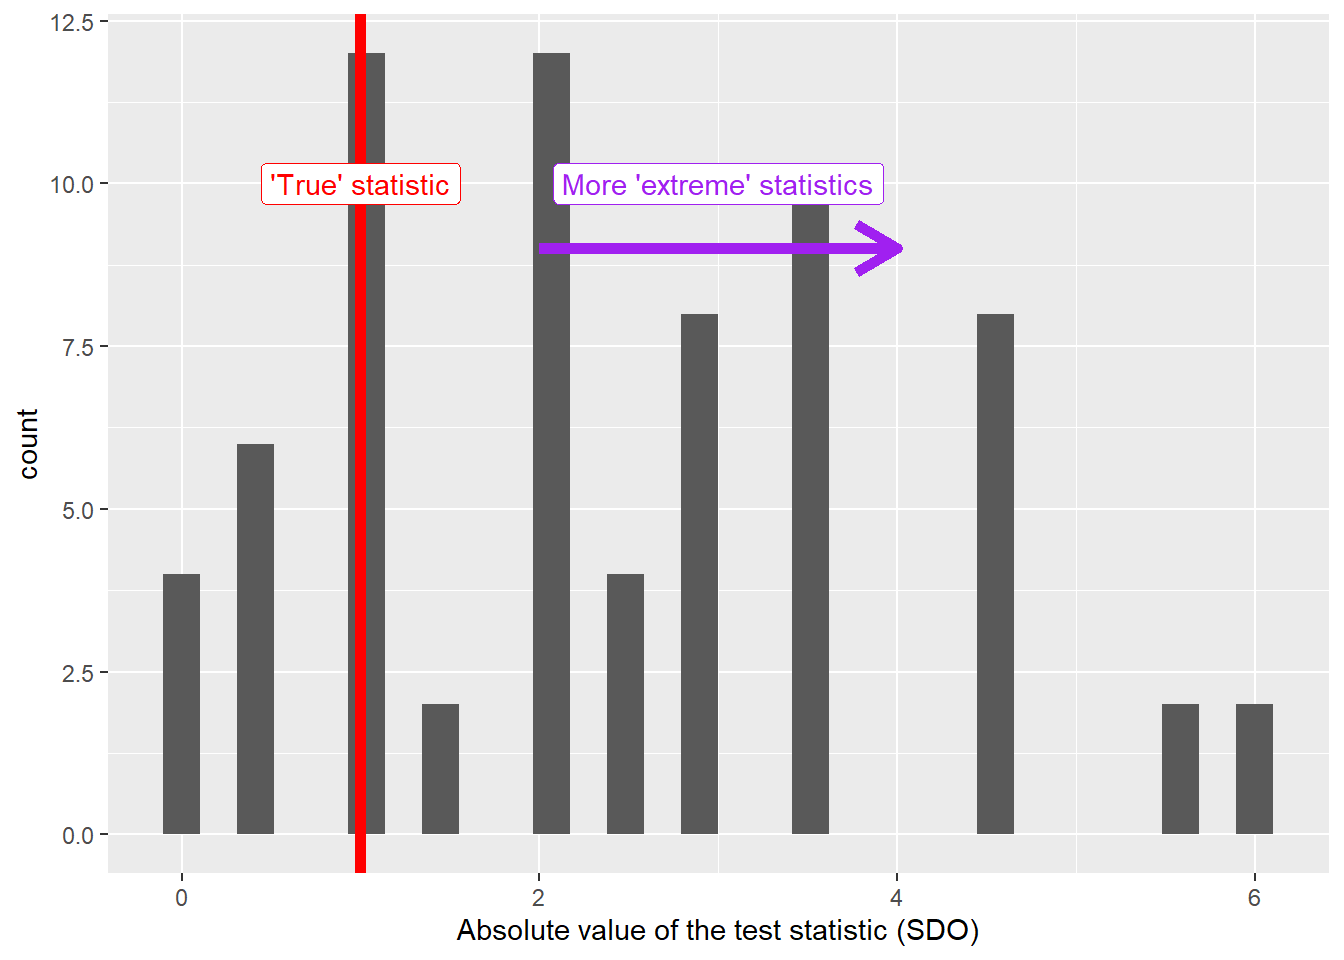 12.5
10.0
7.5
5.0
2.5
0.0
count
'True' statistic
More 'extreme' statistics
0
2
4
6
Absolute value of the test statistic (SDO)